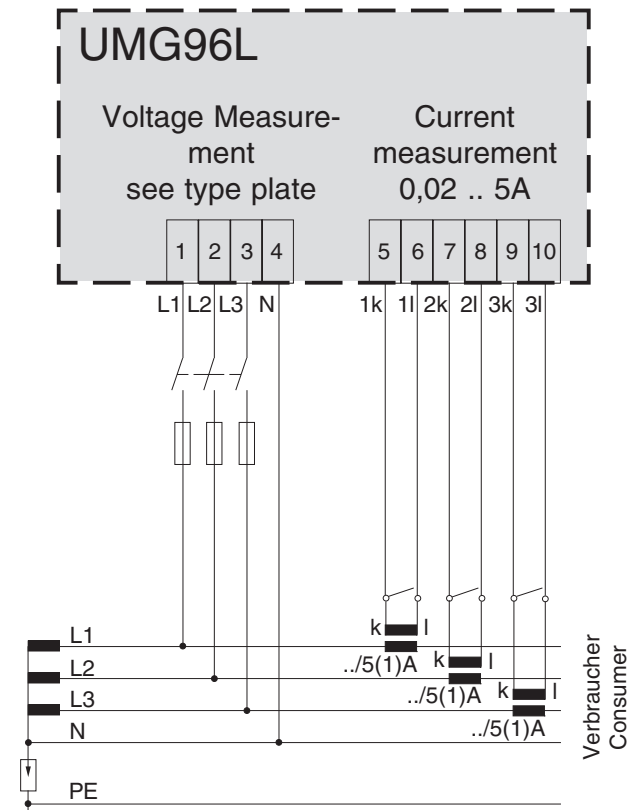 UMG96L
Voltage Measure-
ment
see type plate
Current
measurement
0,02 .. 5A
1 2 3 4
5 6 7 8 9 10
L1 L2 L3 N
1k 1l 2k 2l 3k 3l
k l
L1
../5(1)A
k l
L2
../5(1)A
k l
L3
../5(1)A
N
PE
Verbraucher
Consumer